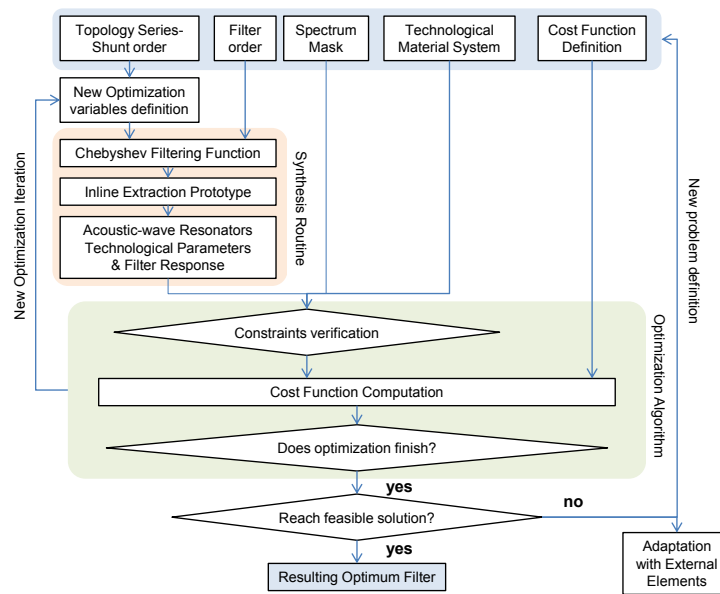 Topology Series-
Shunt order
Filter
order
Spectrum
Mask
Technological
Material System
Cost Function
Definition
New Optimization
variables definition
Chebyshev Filtering Function
Inline Extraction Prototype
Acoustic-wave Resonators
Technological Parameters
& Filter Response
Synthesis Routine
New Optimization Iteration
New problem definition
Constraints verification
Cost Function Computation
Does optimization finish?
Optimization Algorithm
yes
Reach feasible solution?
no
yes
Resulting Optimum Filter
Adaptation
with External
Elements